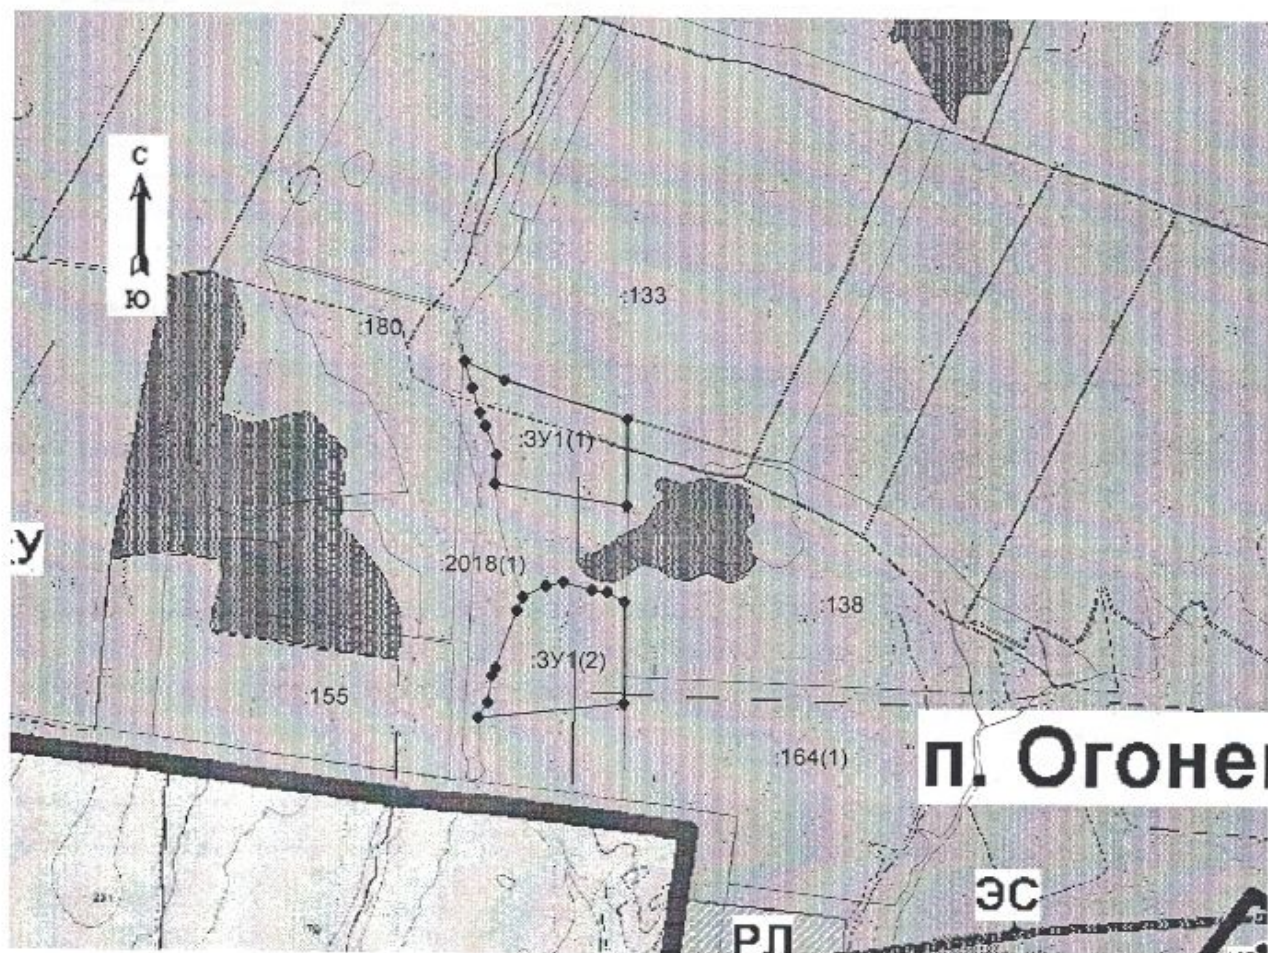 С
Ю
:133
:180
:ЗУ1(1)
У
:2018(1)
:138
:ЗУ1(2)
:155
:164(1)
п. Огоне
ЭС
РЛ